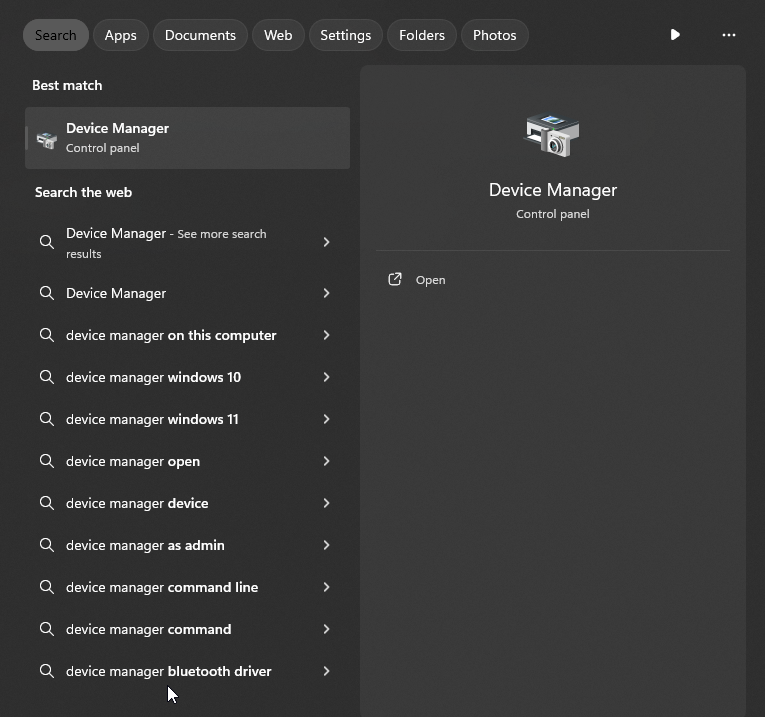 Search Apps Documents Web Settings Folders Photos
Best match
Device Manager
Control panel
Search the web
Device Manager - See more search
results
Device Manager
device manager on this computer
device manager windows 10
device manager windows 11
device manager open
device manager device
device manager as admin
device manager command line
device manager command
device manager bluetooth driver
Device Manager
Control panel
Open